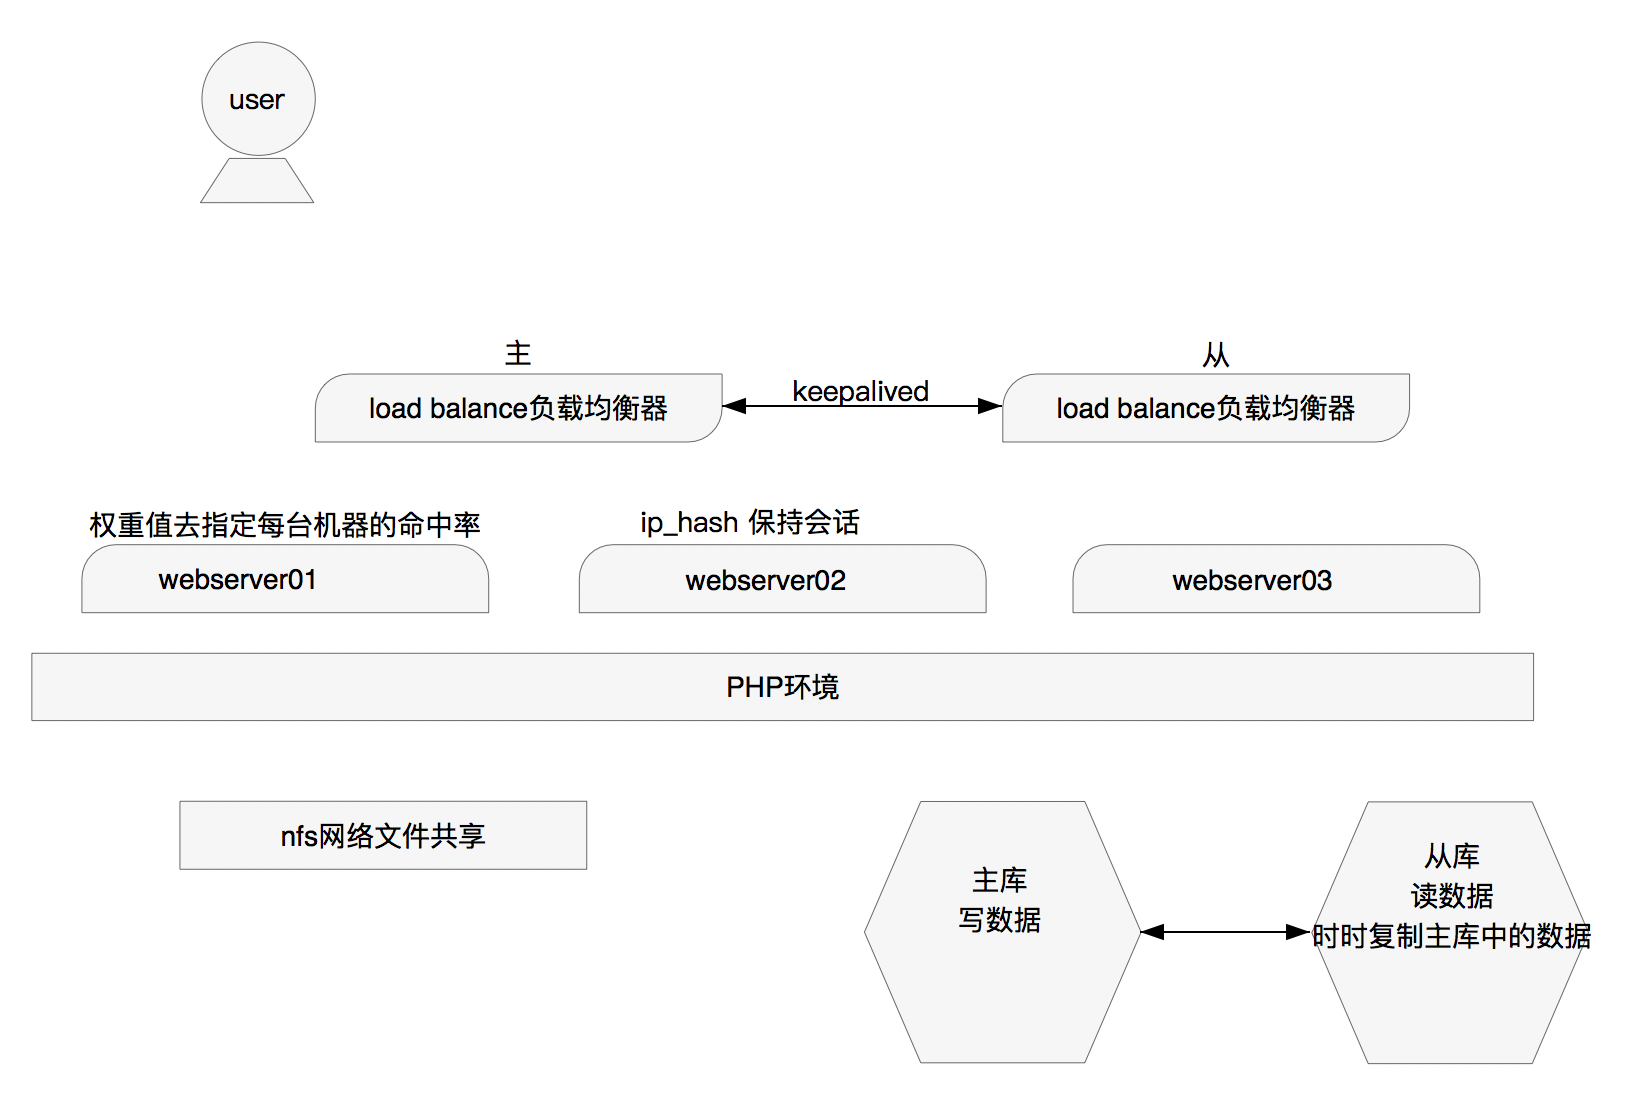 user
主
从
load balance负载均衡器
keepalived
load balance负载均衡器
权重值去指定每台机器的命中率
ip_hash 保持会话
webserver01
webserver02
webserver03
PHP环境
nfs网络文件共享
主库
写数据
从库
读数据
时时复制主库中的数据